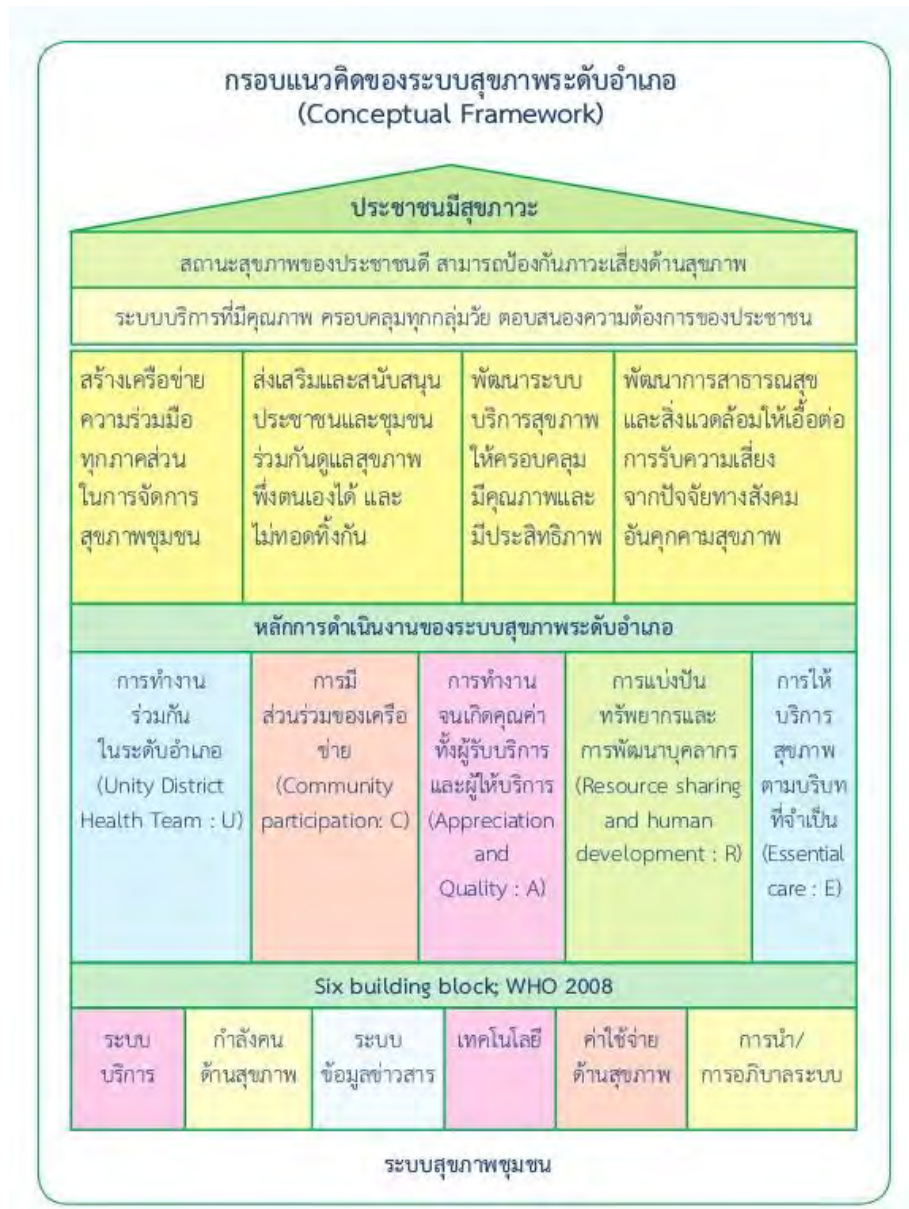 กรอบแนวคิดของระบบสุขภาพระดับอำเภอ
(Conceptual Framework)
ประชาชนมีสุขภาวะ
สถานะสุขภาพของประชาชนดี สามารถป้องกันภาวะเสี่ยงด้านสุขภาพ
ระบบบริการที่มีคุณภาพ ครอบคลุมทุกกลุ่มวัย ตอบสนองความต้องการของประชาชน
สร้างเครือข่าย
ความร่วมมือ
ทุกภาคส่วน
ในการจัดการ
สุขภาพชุมชน
ส่งเสริมและสนับสนุน
ประชาชนและชุมชน
ร่วมกันดูแลสุขภาพ
พึ่งตนเองได้ และ
ไม่ทอดทิ้งกัน
พัฒนาระบบ
บริการสุขภาพ
ให้ครอบคลุม
มีคุณภาพและ
มีประสิทธิภาพ
พัฒนาการสาธารณสุข
และสิ่งแวดล้อมให้เอื้อต่อ
การรับความเสี่ยง
จากปัจจัยทางสังคม
อันคุกคามสุขภาพ
หลักการดำเนินงานของระบบสุขภาพระดับอำเภอ
การทำงาน
ร่วมกัน
ในระดับอำเภอ
(Unity District
Health Team : U)
การมี
ส่วนร่วมของเครือ
ข่าย
(Community
participation: C)
การทำงาน
จนเกิดคุณค่า
ทั้งผู้รับบริการ
และผู้ให้บริการ
(Appreciation
and
Quality : A)
การแบ่งปัน
ทรัพยากรและ
การพัฒนาบุคลากร
(Resource sharing
and human
development : R)
การให้
บริการ
สุขภาพ
ตามบริบท
ที่จำเป็น
(Essential
care : E)
Six building block; WHO 2008
ระบบ
บริการ
กำลังคน
ด้านสุขภาพ
ระบบ
ข้อมูลข่าวสาร
เทคโนโลยี
ค่าใช้จ่าย
ด้านสุขภาพ
การนำ/
การอภิบาลระบบ
ระบบสุขภาพชุมชน